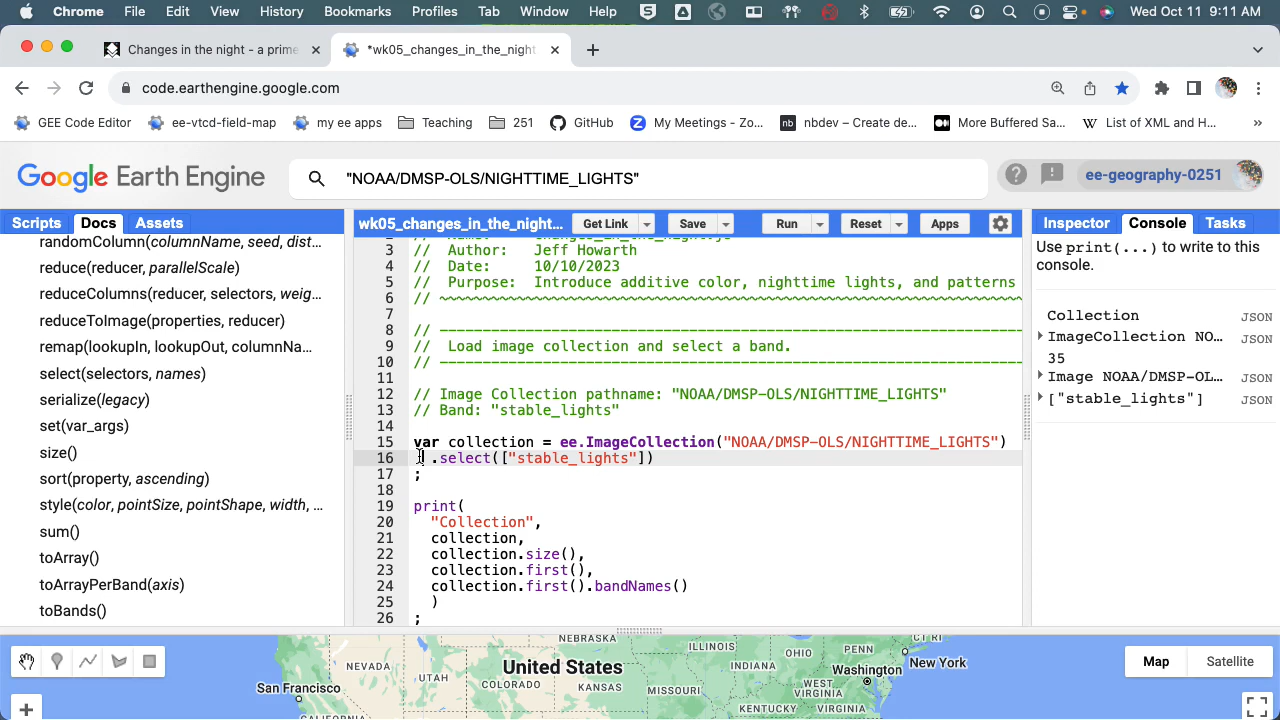 Chrome File Edit View History Bookmarks Profiles Tab Window Help Wed Oct 11 9:11 AM
Changes in the night - a prime *wk05_changes_in_the_night
code.earthengine.google.com
GEE Code Editor ee-vtcd-field-map my ee apps Teaching 251 GitHub My Meetings - Zo... nbdev – Create de... More Buffered Sa... List of XML and H... »
Google Earth Engine "NOAA/DMSP-OLS/NIGHTTIME_LIGHTS" ee-geography-0251
Scripts Docs Assets
randomColumn(columnName, seed, dist...
reduce(reducer, parallelScale)
reduceColumns(reducer, selectors, weig...
reduceToImage(properties, reducer)
remap(lookupIn, lookupOut, columnNa...
select(selectors, names)
serialize(legacy)
set(var_args)
size()
sort(property, ascending)
style(color, pointSize, pointShape, width, ...
sum()
toArray()
toArrayPerBand(axis)
toBands()
wk05_changes_in_the_night... Get Link Save Run Reset Apps
3 // Author: Jeff Howarth
4 // Date: 10/10/2023
5 // Purpose: Introduce additive color, nighttime lights, and patterns
6 // ~~~~~~~~~~~~~~~~~~~~~~~~~~~~~~~~~~~~~~~~~~~~~~~~~~~~~~~~~~~~~~~~~~~~
7
8 // --------------------------------------------------------------------
9 // Load image collection and select a band.
10 // --------------------------------------------------------------------
11
12 // Image Collection pathname: "NOAA/DMSP-OLS/NIGHTTIME_LIGHTS"
13 // Band: "stable_lights"
14
15 var collection = ee.ImageCollection("NOAA/DMSP-OLS/NIGHTTIME_LIGHTS")
16 .select(["stable_lights"])
17 ;
18
19 print(
20 "Collection",
21 collection,
22 collection.size(),
23 collection.first(),
24 collection.first().bandNames()
25 )
26 ;
Inspector Console Tasks
Use print(...) to write to this
console.
Collection JSON
ImageCollection NO... JSON
35
Image NOAA/DMSP-OL... JSON
["stable_lights"] JSON
Map Satellite
NEBRASKA
ILLINOIS
OHIO
PENN
CT RI
New York
NEVADA
United States
INDIANA
Washington
UTAH
COLORADO
KANSAS
MISSOURI
WEST
VIRGINIA
San Francisco
KENTUCKY
VIRGINIA
CALIFORNIA